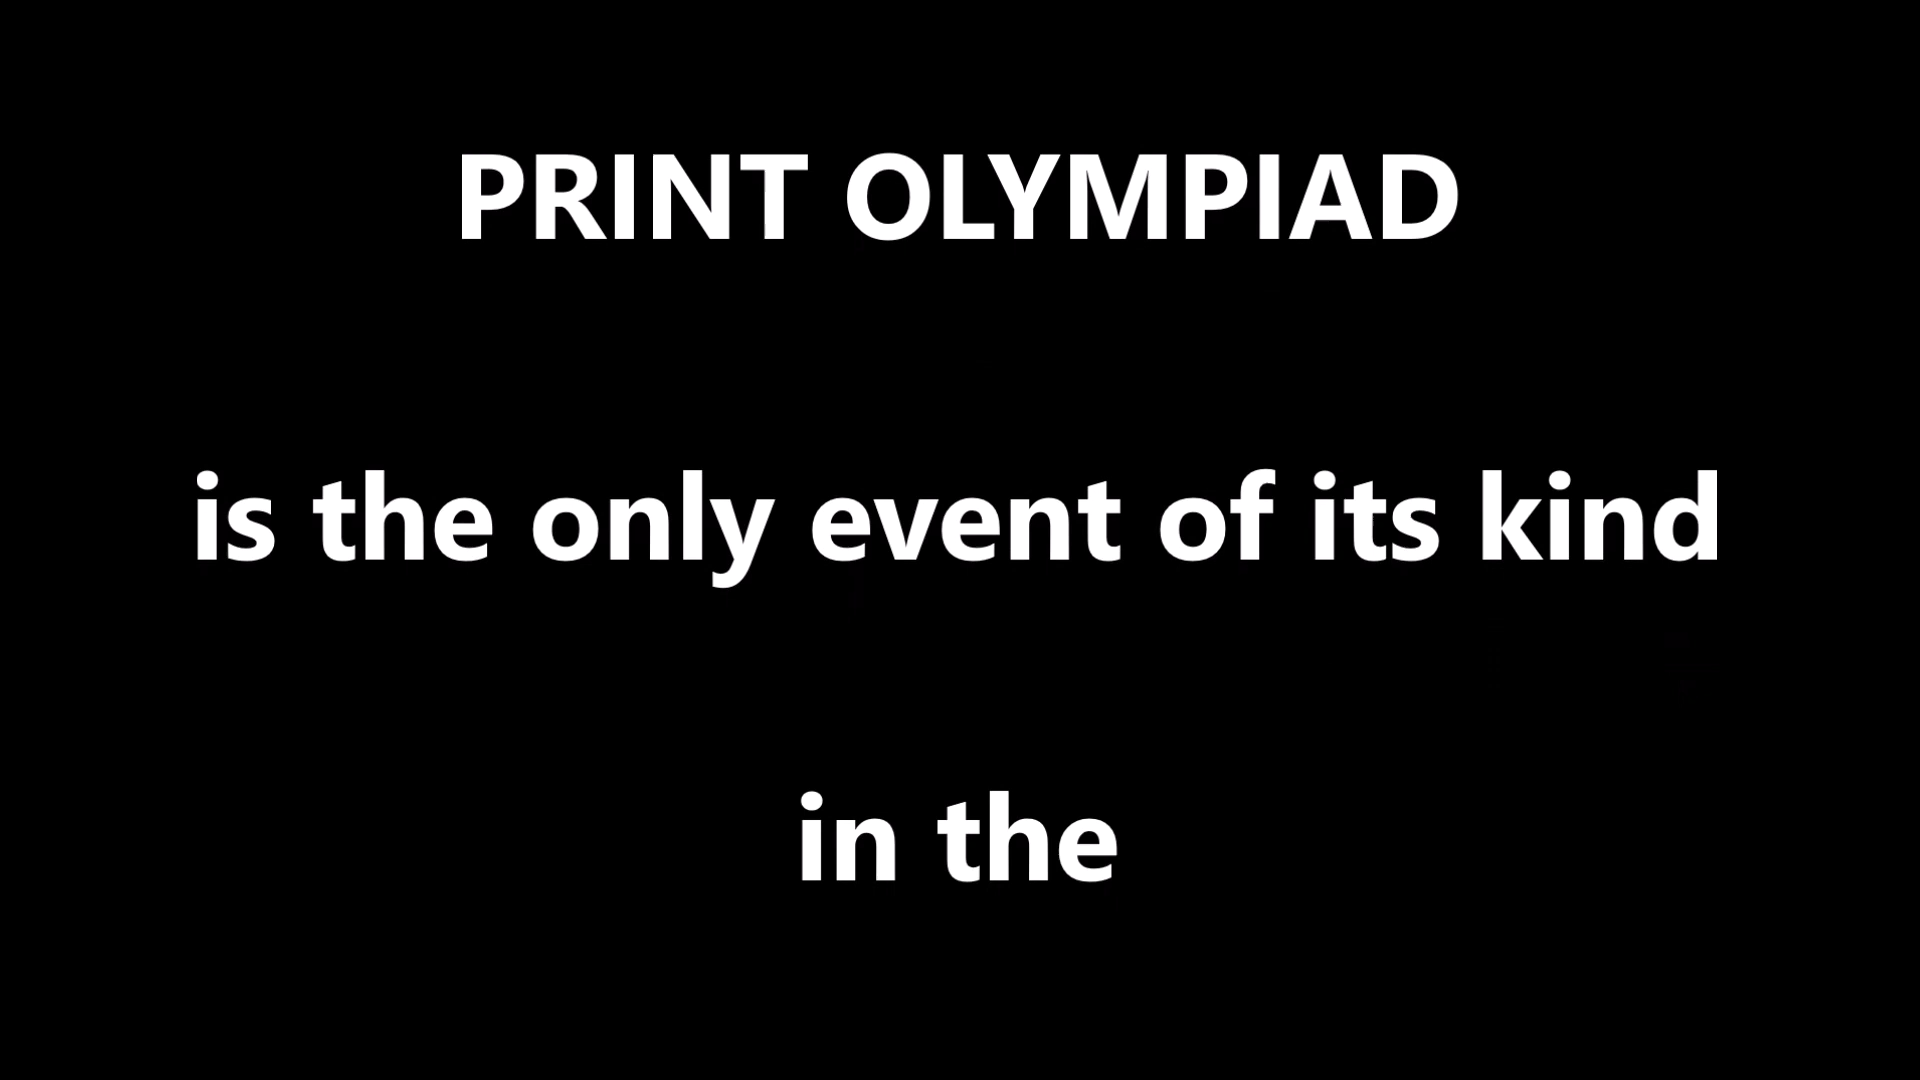 PRINT OLYMPIAD
is the only event of its kind
in the